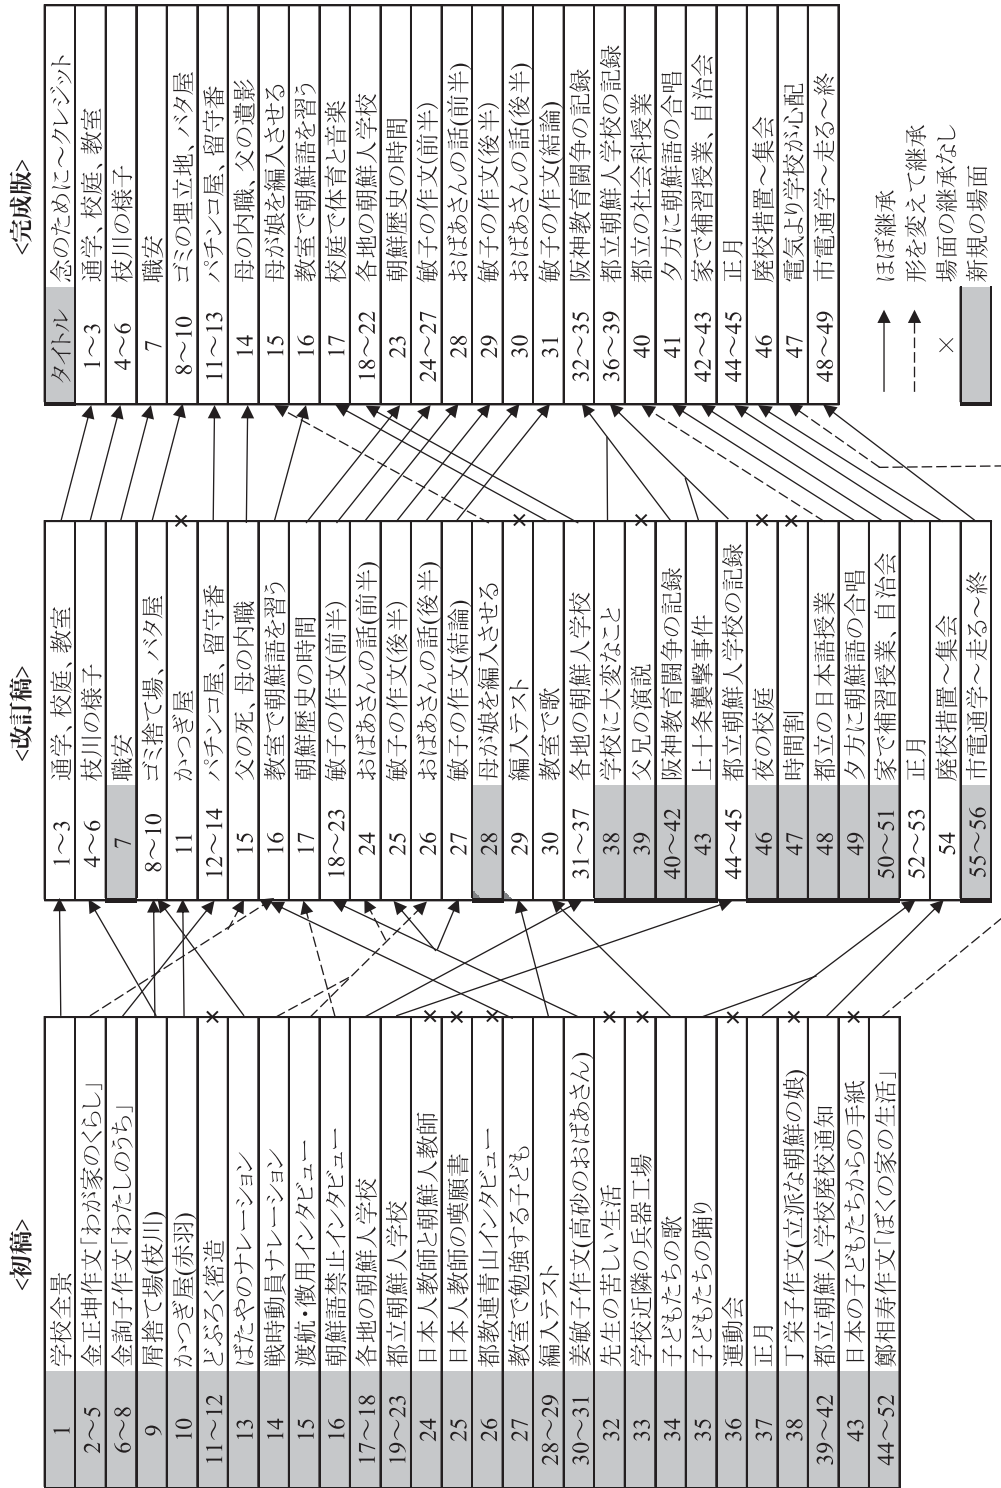 <初稿>
1 学校全景
2～5 金正坤作文「わが家のくらし」
6～8 金詢子作文「わたしのうち」
9 屑捨て場(枝川)
10 かつぎ屋(赤羽)
11～12 どぶろく密造
13 ばたやのナレーション
14 戦時動員ナレーション
15 渡航・徴用インタビュー
16 朝鮮語禁止インタビュー
17～18 各地の朝鮮人学校
19～23 都立朝鮮人学校
24 日本人教師と朝鮮人教師
25 日本人教師の嘆願書
26 都教連青山インタビュー
27 教室で勉強する子ども
28～29 編入テスト
30～31 姜敏子作文(高砂のおばあさん)
32 先生の苦しい生活
33 学校近隣の兵器工場
34 子どもたちの歌
35 子どもたちの踊り
36 運動会
37 正月
38 丁栄子作文(立派な朝鮮の娘)
39～42 都立朝鮮人学校廃校通知
43 日本の子どもたちからの手紙
44～52 鄭相寿作文「ぼくの家の生活」
<改訂稿>
1～3 通学、校庭、教室
4～6 枝川の様子
7 職安
8～10 ゴミ捨て場、バタ屋
11 かつぎ屋
12～14 パチンコ屋、留守番
15 父の死、母の内職
16 教室で朝鮮語を習う
17 朝鮮歴史の時間
18～23 敏子の作文(前半)
24 おばあさんの話(前半)
25 敏子の作文(後半)
26 おばあさんの話(後半)
27 敏子の作文(結論)
28 母が娘を編入させる
29 編入テスト
30 教室で歌
31～37 各地の朝鮮人学校
38 学校に大変なこと
39 父兄の演説
40～42 阪神教育闘争の記録
43 上十条襲撃事件
44～45 都立朝鮮人学校の記録
46 夜の校庭
47 時間割
48 都立の日本語授業
49 夕方に朝鮮語の合唱
50～51 家で補習授業、自治会
52～53 正月
54 廃校措置～集会
55～56 市電通学～走る～終
<完成版>
タイトル 念のために～クレジット
1～3 通学、校庭、教室
4～6 枝川の様子
7 職安
8～10 ゴミの埋立地、バタ屋
11～13 パチンコ屋、留守番
14 母の内職、父の遺影
15 母が娘を編入させる
16 教室で朝鮮語を習う
17 校庭で体育と音楽
18～22 各地の朝鮮人学校
23 朝鮮歴史の時間
24～27 敏子の作文(前半)
28 おばあさんの話(前半)
29 敏子の作文(後半)
30 おばあさんの話(後半)
31 敏子の作文(結論)
32～35 阪神教育闘争の記録
36～39 都立朝鮮人学校の記録
40 都立の社会科授業
41 夕方に朝鮮語の合唱
42～43 家で補習授業、自治会
44～45 正月
46 廃校措置～集会
47 電気より学校が心配
48～49 市電通学～走る～終
ほぼ継承
形を変えて継承
× 場面の継承なし
新規の場面